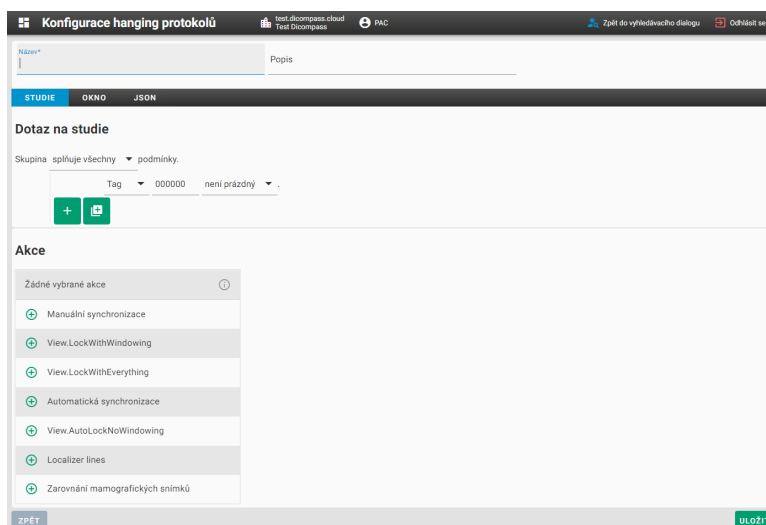 Konfigurace hanging protokolů
test.dicompass.cloud
Test Dicompass
PAC
Zpět do vyhledávacího dialogu
Odhlásit se
Název*
Popis
STUDIE OKNO JSON
Dotaz na studie
Skupina splňuje všechny podmínky.
Tag 000000 není prázdný .
Akce
Žádné vybrané akce
Manuální synchronizace
View.LockWithWindowing
View.LockWithEverything
Automatická synchronizace
View.AutoLockNoWindowing
Localizer lines
Zarovnání mamografických snímků
ZPĚT
ULOŽIT